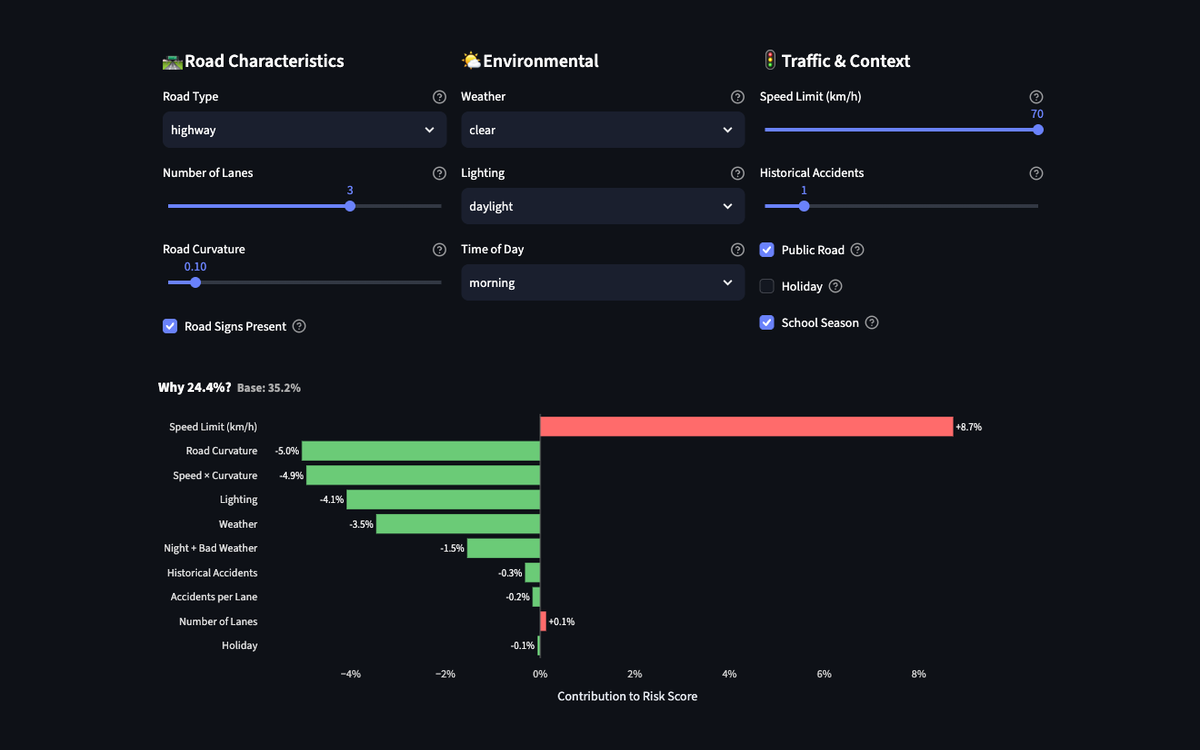 Road Characteristics
Environmental
Traffic & Context
Road Type
highway
Number of Lanes
3
Road Curvature
0.10
Road Signs Present
Weather
clear
Lighting
daylight
Time of Day
morning
Speed Limit (km/h)
70
Historical Accidents
1
Public Road
Holiday
School Season
Why 24.4%? Base: 35.2%
Speed Limit (km/h) +8.7%
Road Curvature -5.0%
Speed × Curvature -4.9%
Lighting -4.1%
Weather -3.5%
Night + Bad Weather -1.5%
Historical Accidents -0.3%
Accidents per Lane -0.2%
Number of Lanes +0.1%
Holiday -0.1%
−4% −2% 0% 2% 4% 6% 8%
Contribution to Risk Score